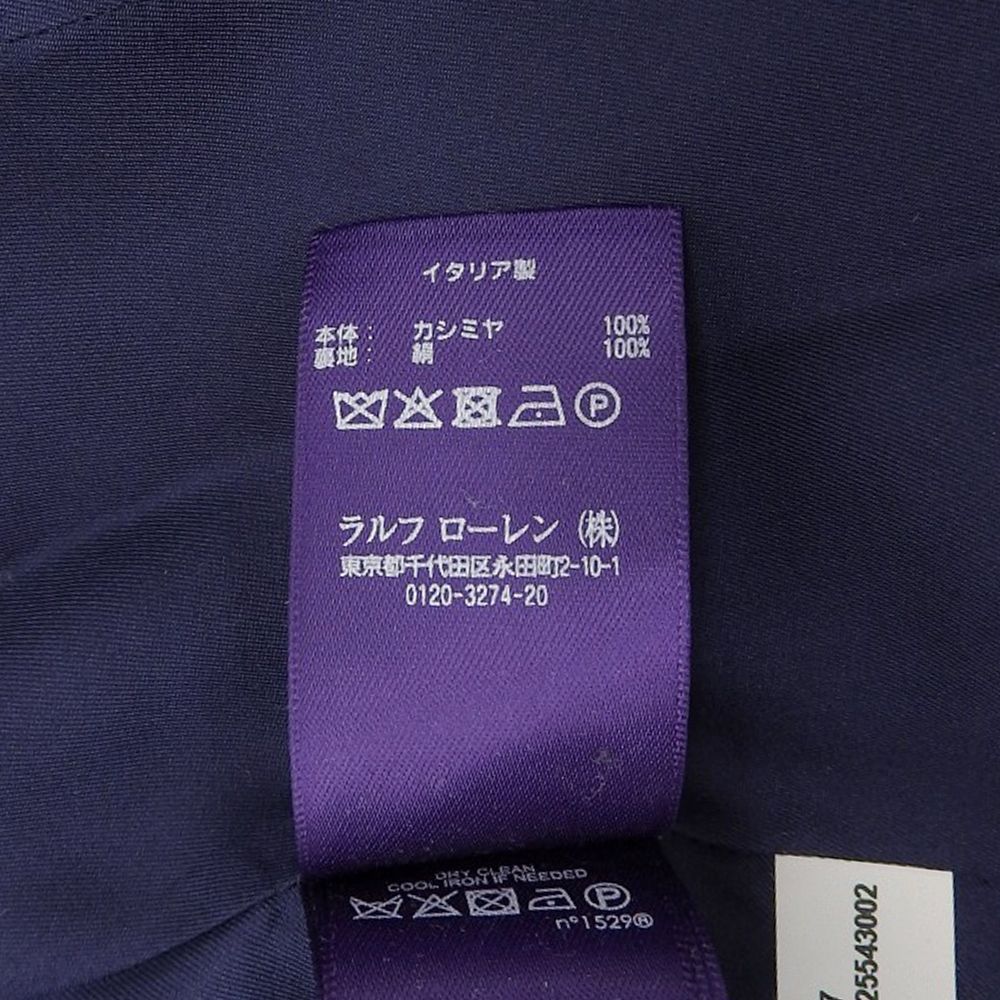 イタリア製
本体： カシミヤ 100%
裏地： 絹 100%
P
ラルフ ローレン（株）
東京都千代田区永田町2-10-1
0120-3274-20
DRY CLEAN
COOL IRON IF NEEDED
P
n°1529®
25543002